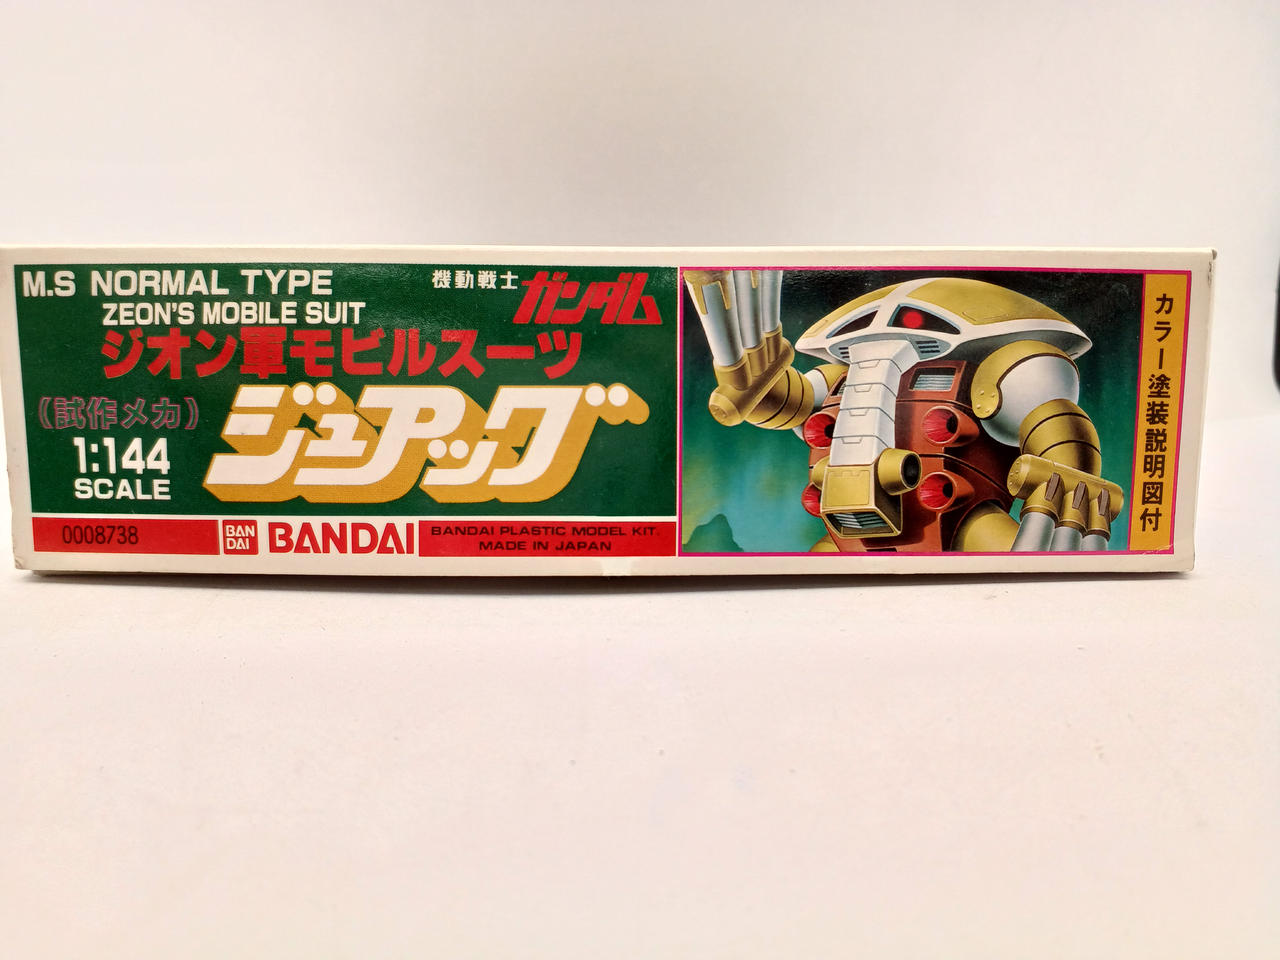 M.S NORMAL TYPE
ZEON'S MOBILE SUIT
機動戦士ガンダム
ジオン軍モビルスーツ
《試作メカ》
1:144
SCALE
ジュアッグ
0008738
BAN
DAI
BANDAI
BANDAI PLASTIC MODEL KIT.
MADE IN JAPAN
カラー塗装説明図付